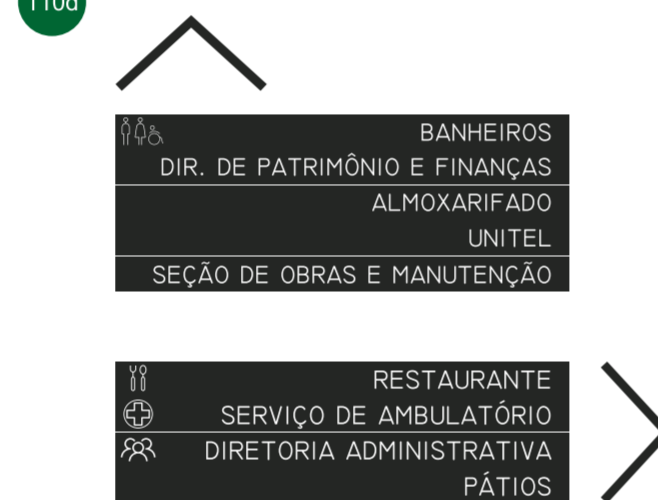 110a
BANHEIROS
DIR. DE PATRIMÔNIO E FINANÇAS
ALMOXARIFADO
UNITEL
SEÇÃO DE OBRAS E MANUTENÇÃO
RESTAURANTE
SERVIÇO DE AMBULATÓRIO
DIRETORIA ADMINISTRATIVA
PÁTIOS